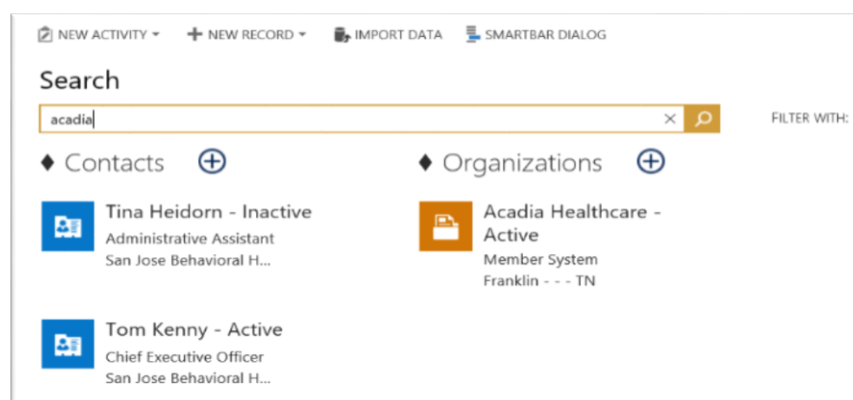 NEW ACTIVITY NEW RECORD IMPORT DATA SMARTBAR DIALOG
Search
acadia
FILTER WITH:
Contacts
Organizations
Tina Heidorn - Inactive
Administrative Assistant
San Jose Behavioral H...
Acadia Healthcare -
Active
Member System
Franklin - - - TN
Tom Kenny - Active
Chief Executive Officer
San Jose Behavioral H...